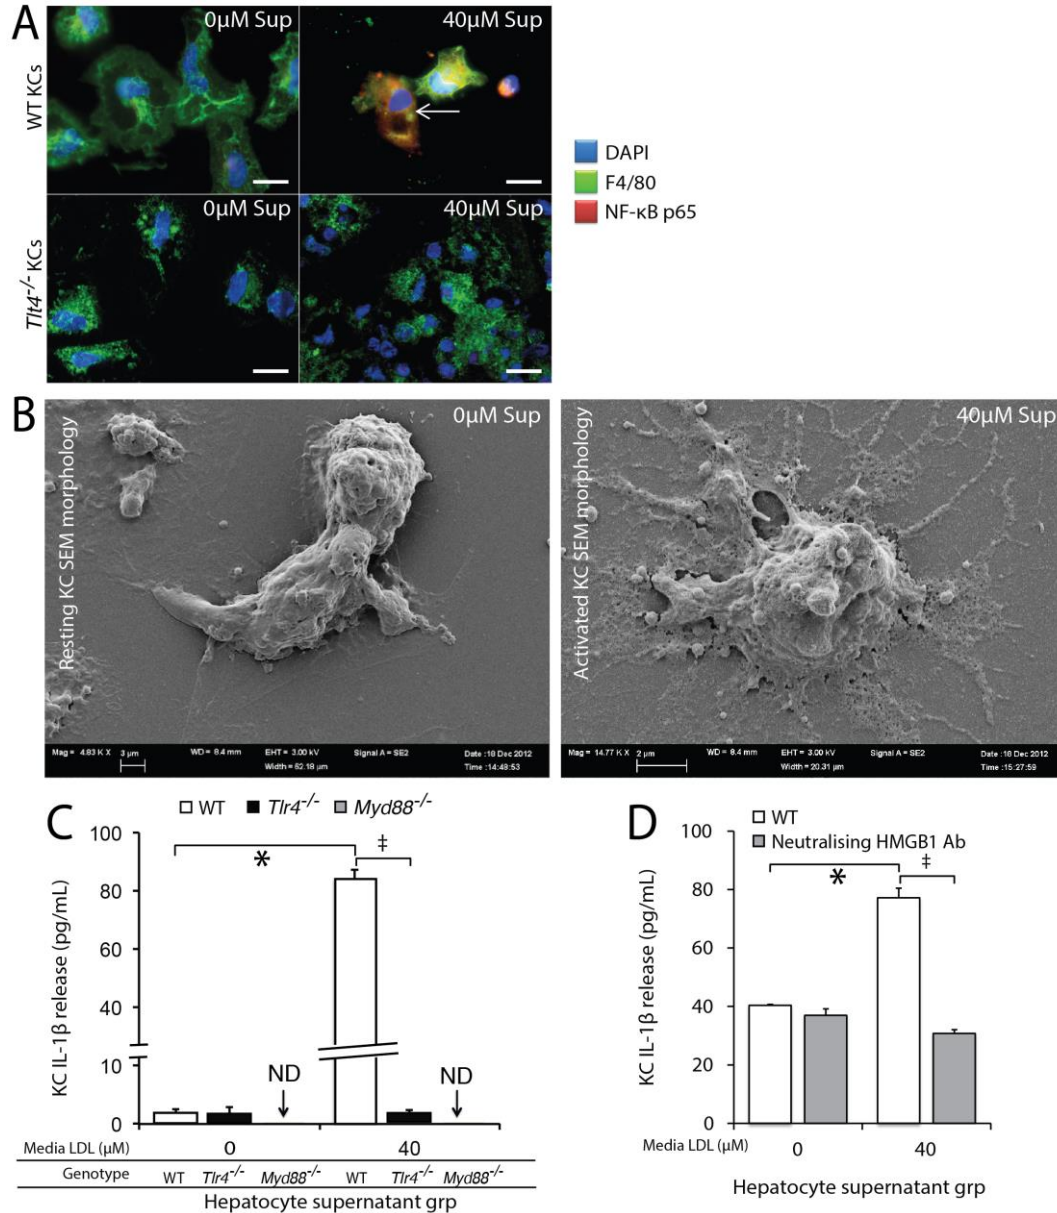 A
0μM Sup
40μM Sup
WT KCs
DAPI
F4/80
NF-κB p65
0μM Sup
40μM Sup
Tlt4-/- KCs
B
0μM Sup
Resting KC SEM morphology
Mag = 4.83 K X
3 μm
WD = 8.4 mm
EHT = 3.00 kV
Signal A = SE2
Date :18 Dec 2012
Width = 62.18 μm
Time :14:49:53
40μM Sup
Activated KC SEM morphology
Mag = 14.77 K X
2 μm
WD = 8.4 mm
EHT = 3.00 kV
Signal A = SE2
Date :18 Dec 2012
Width = 20.31 μm
Time :15:27:59
C
WT Tlr4-/- Myd88-/-
KC IL-1β release (pg/mL)
100
80
60
40
10
0
*
‡
ND
ND
Media LDL (μM) 0 40
Genotype WT Tlr4-/- Myd88-/- WT Tlr4-/- Myd88-/-
Hepatocyte supernatant grp
D
WT
Neutralising HMGB1 Ab
KC IL-1β release (pg/mL)
100
80
60
40
20
0
*
‡
Media LDL (μM) 0 40
Hepatocyte supernatant grp